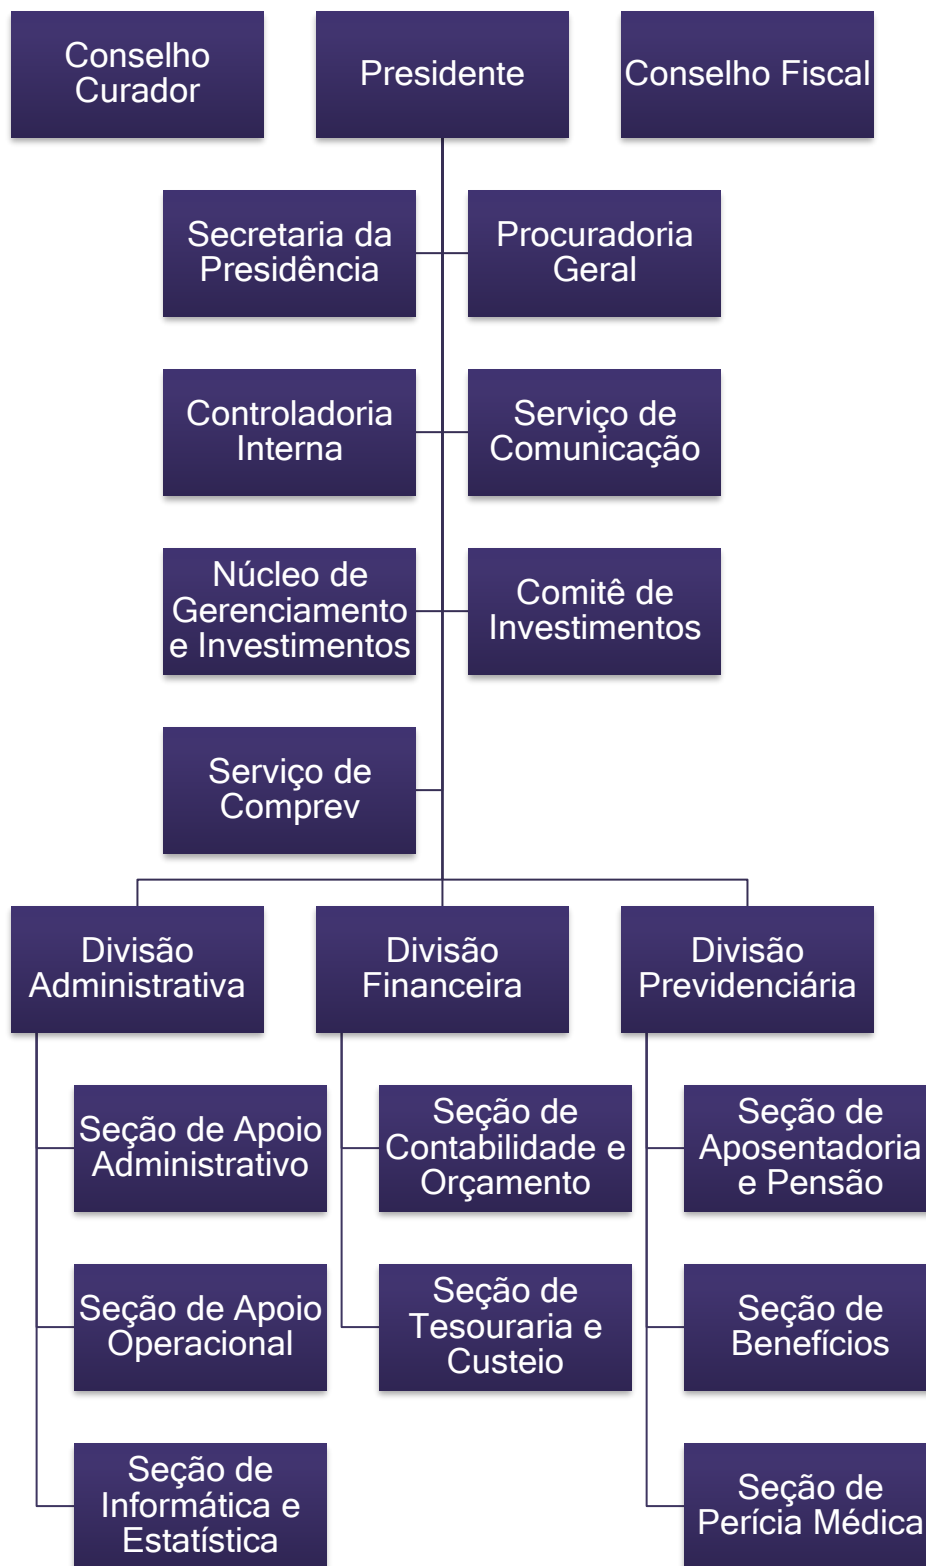 Conselho
Curador
Presidente
Conselho Fiscal
Secretaria da
Presidência
Procuradoria
Geral
Controladoria
Interna
Serviço de
Comunicação
Núcleo de
Gerenciamento
e Investimentos
Comitê de
Investimentos
Serviço de
Comprev
Divisão
Administrativa
Divisão
Financeira
Divisão
Previdenciária
Seção de Apoio
Administrativo
Seção de
Contabilidade e
Orçamento
Seção de
Aposentadoria
e Pensão
Seção de Apoio
Operacional
Seção de
Tesouraria e
Custeio
Seção de
Benefícios
Seção de
Informática e
Estatística
Seção de
Perícia Médica